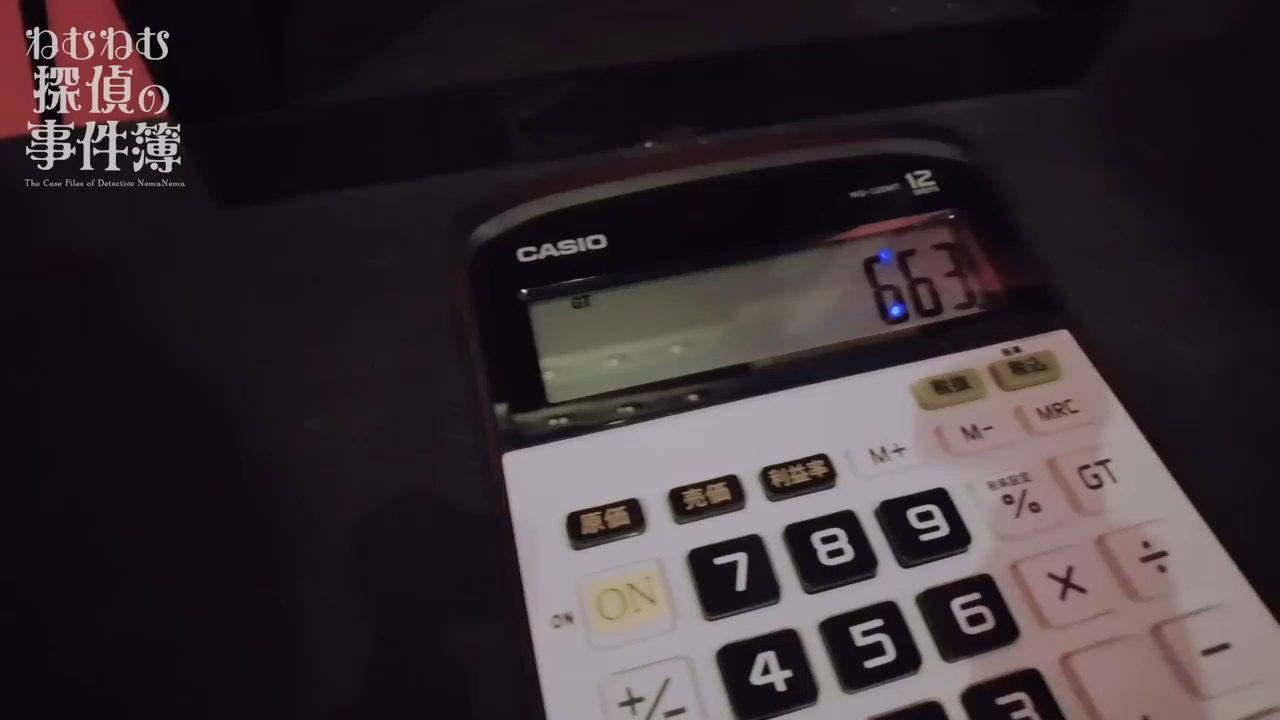 ねむねむ
探偵の
事件簿
The Case Files of Detective NemuNemu
12
CASIO
GT
663
税抜
税込
M+
M-
MRC
原価
売価
利益率
%
GT
ON
ON
7
8
9
×
÷
+/-
4
5
6
-
3